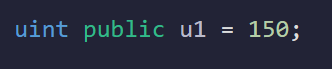 uint public u1 = 150;